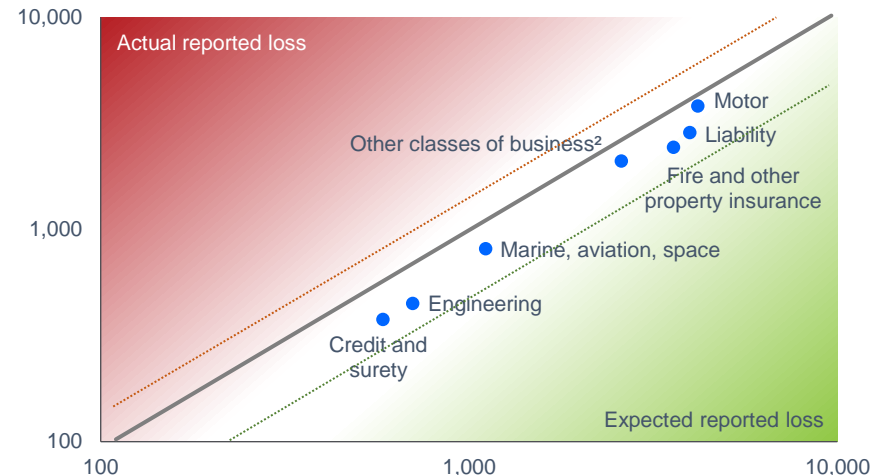 10,000
Actual reported loss
Motor
Other classes of business²
Liability
Fire and other
property insurance
1,000
Marine, aviation, space
Engineering
Credit and
surety
Expected reported loss
100
100
1,000
10,000